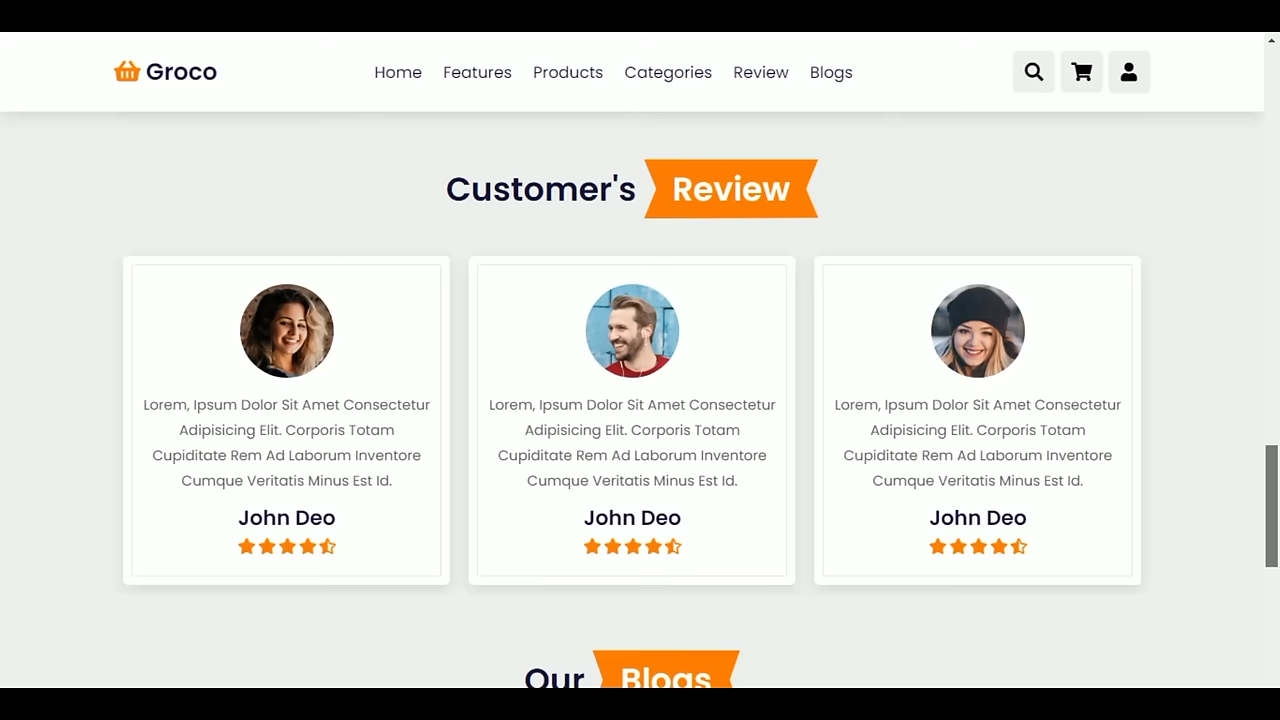 Groco
Home Features Products Categories Review Blogs
Customer's Review
Lorem, Ipsum Dolor Sit Amet Consectetur
Adipisicing Elit. Corporis Totam
Cupiditate Rem Ad Laborum Inventore
Cumque Veritatis Minus Est Id.
John Deo
Lorem, Ipsum Dolor Sit Amet Consectetur
Adipisicing Elit. Corporis Totam
Cupiditate Rem Ad Laborum Inventore
Cumque Veritatis Minus Est Id.
John Deo
Lorem, Ipsum Dolor Sit Amet Consectetur
Adipisicing Elit. Corporis Totam
Cupiditate Rem Ad Laborum Inventore
Cumque Veritatis Minus Est Id.
John Deo
Our Blogs